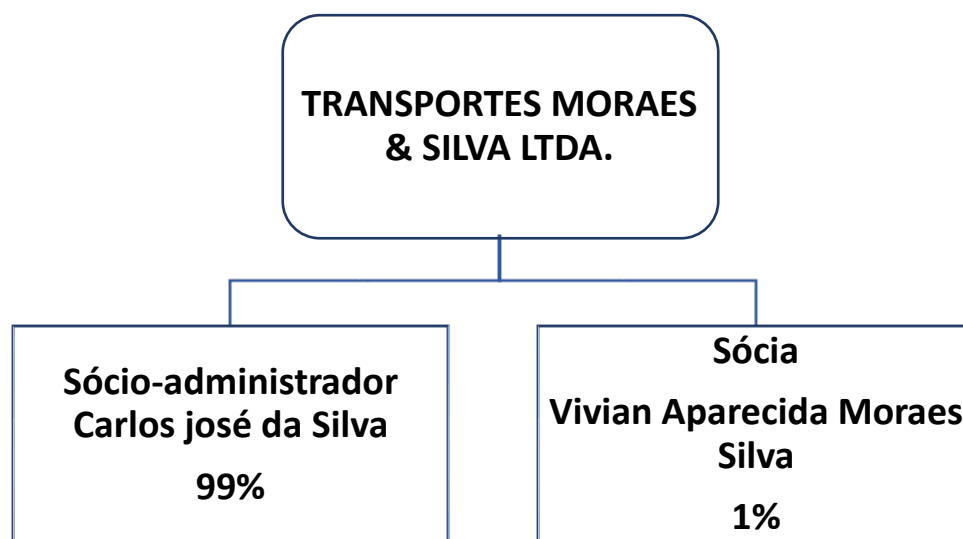 TRANSPORTES MORAES
& SILVA LTDA.
Sócio-administrador
Carlos josé da Silva
99%
Sócia
Vivian Aparecida Moraes
Silva
1%